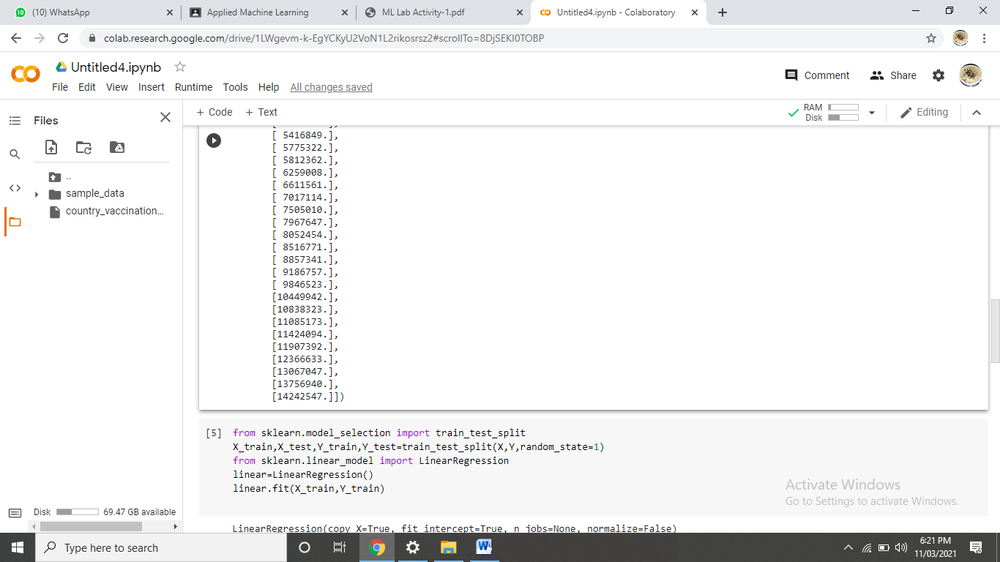 (10) WhatsApp
Applied Machine Learning
ML Lab Activity-1.pdf
Untitled4.ipynb - Colaboratory
colab.research.google.com/drive/1LWgevm-k-EgYCKyU2VoN1L2rikosrsz2#scrollTo=8DjSEKI0TOBP
Untitled4.ipynb
File Edit View Insert Runtime Tools Help All changes saved
Comment Share
Files
+ Code + Text
RAM
Disk
Editing
..
sample_data
country_vaccination...
[ 5416849.],
[ 5775322.],
[ 5812362.],
[ 6259008.],
[ 6611561.],
[ 7017114.],
[ 7505010.],
[ 7967647.],
[ 8052454.],
[ 8516771.],
[ 8857341.],
[ 9186757.],
[ 9846523.],
[10449942.],
[10838323.],
[11085173.],
[11424094.],
[11907392.],
[12366633.],
[13067047.],
[13756940.],
[14242547.]])
[5] from sklearn.model_selection import train_test_split
X_train,X_test,Y_train,Y_test=train_test_split(X,Y,random_state=1)
from sklearn.linear_model import LinearRegression
linear=LinearRegression()
linear.fit(X_train,Y_train)
LinearRegression(copy_X=True, fit_intercept=True, n_jobs=None, normalize=False)
Activate Windows
Go to Settings to activate Windows.
Disk 69.47 GB available
Type here to search
6:21 PM
11/03/2021